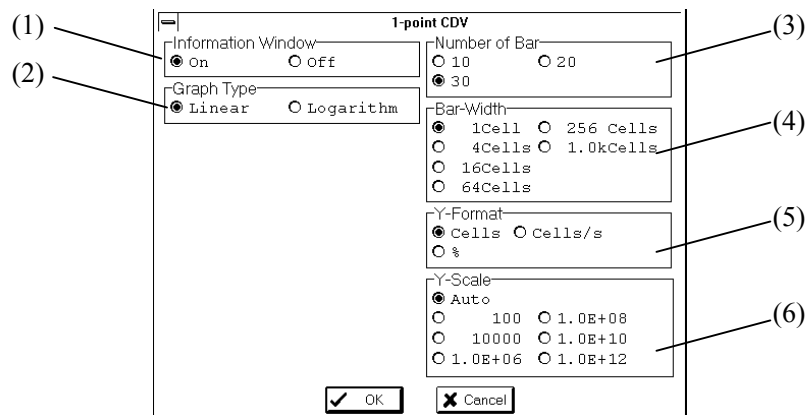 1-point CDV
(1)
Information Window
On Off
(2)
Graph Type
Linear Logarithm
Number of Bar
10 20
30
(3)
Bar-Width
1Cell 256 Cells
4Cells 1.0kCells
16Cells
64Cells
(4)
Y-Format
Cells Cells/s
%
(5)
Y-Scale
Auto
100 1.0E+08
10000 1.0E+10
1.0E+06 1.0E+12
(6)
OK Cancel